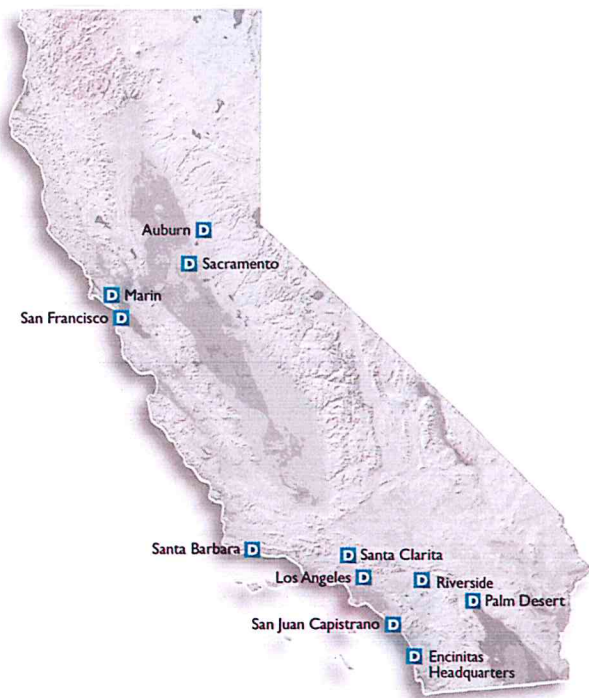 Auburn D
D Sacramento
D Marin
San Francisco D
Santa Barbara D
D Santa Clarita
Los Angeles D
D Riverside
D Palm Desert
San Juan Capistrano D
D Encinitas
Headquarters